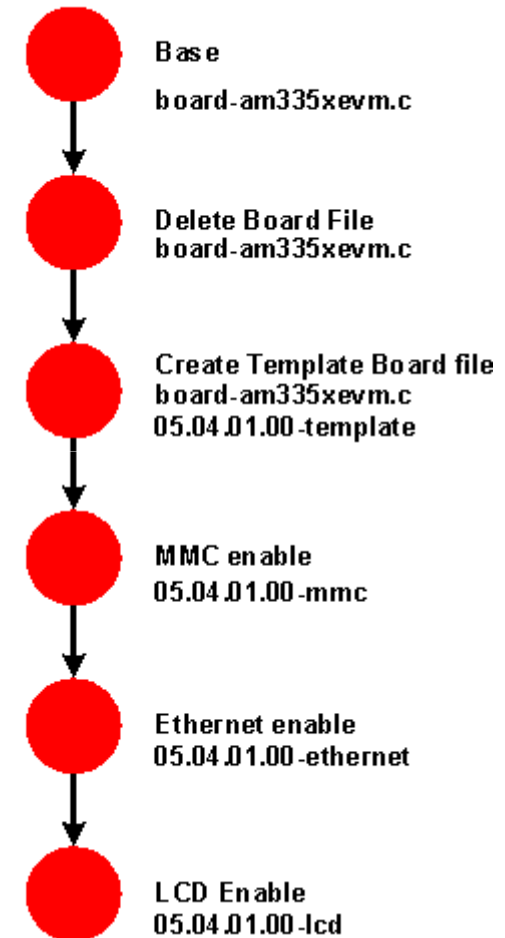 Base
board-am335xevm.c
Delete Board File
board-am335xevm.c
Create Template Board file
board-am335xevm.c
05.04.01.00-template
MMC enable
05.04.01.00-mmc
Ethernet enable
05.04.01.00-ethernet
LCD Enable
05.04.01.00-lcd